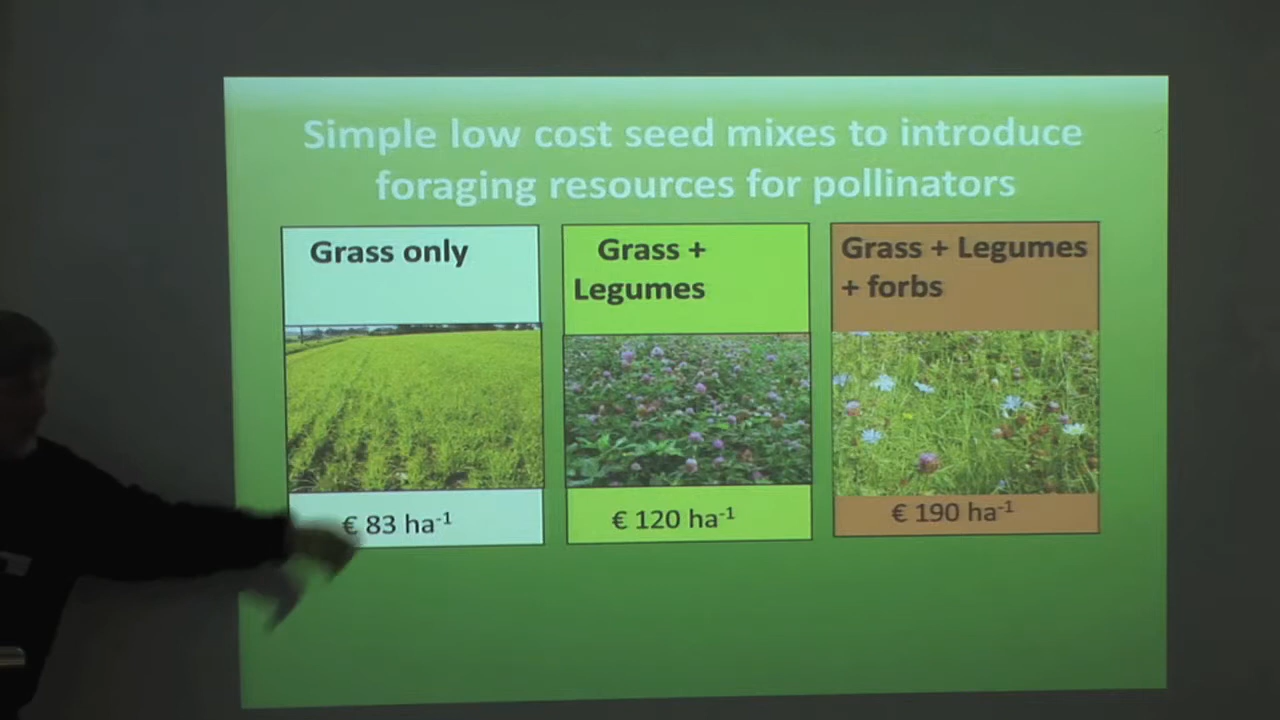 Simple low cost seed mixes to introduce
foraging resources for pollinators
Grass only
Grass +
Legumes
Grass + Legumes
+ forbs
€ 83 ha⁻¹
€ 120 ha⁻¹
€ 190 ha⁻¹